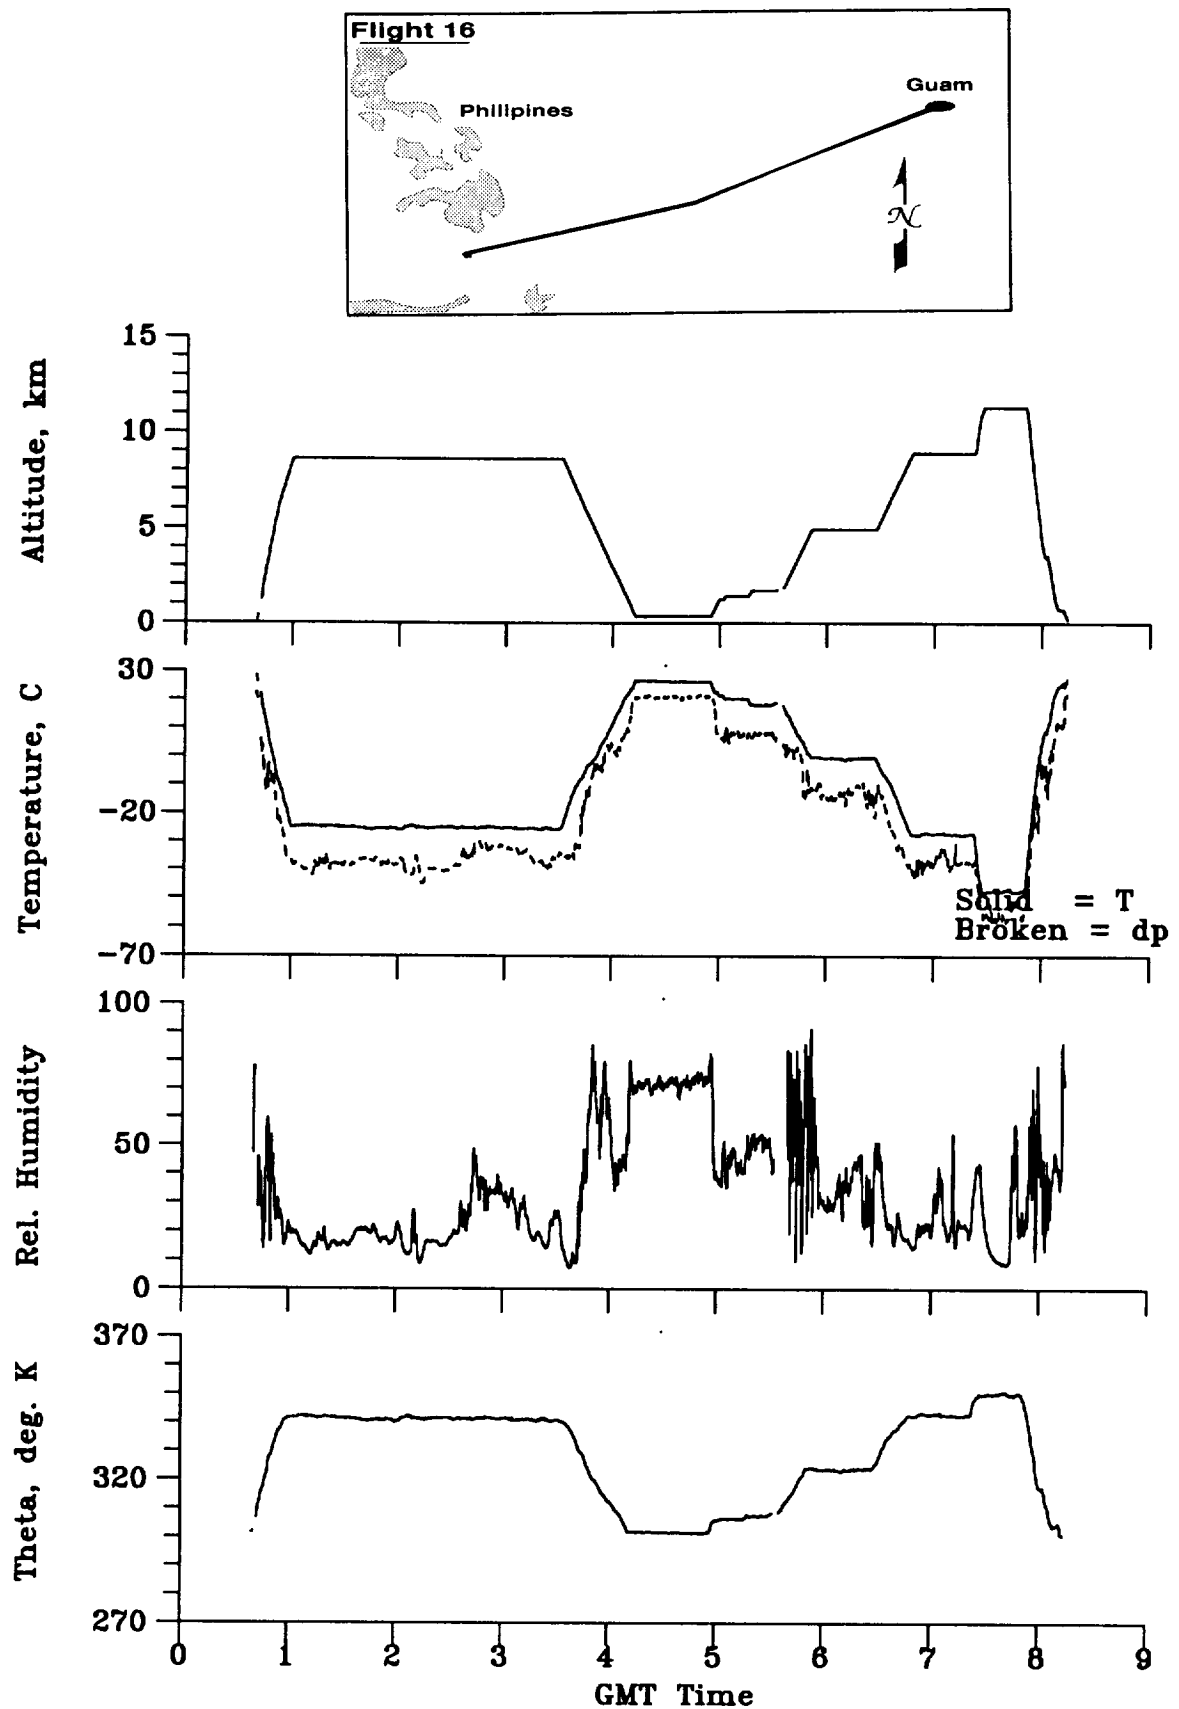 Flight 16
Guam
Philipines
N
15
10
5
0
Altitude, km
30
-20
-70
Temperature, C
Solid = T
Broken = dp
100
50
0
Rel. Humidity
370
320
270
Theta, deg. K
0 1 2 3 4 5 6 7 8 9
GMT Time